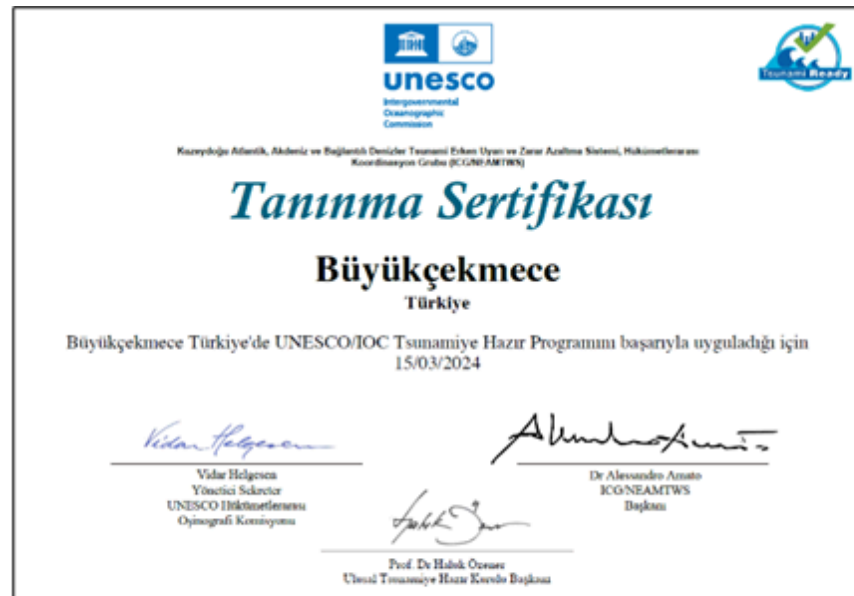 unesco
Intergovernmental
Oceanographic
Commission
Tsunami Ready
Kuzeydoğu Atlantik, Akdeniz ve Bağlantılı Denizler Tsunami Erken Uyarı ve Zarar Azaltma Sistemi, Hükümetlerarası
Koordinasyon Grubu (ICG/NEAMTWS)
Tanınma Sertifikası
Büyükçekmece
Türkiye
Büyükçekmece Türkiye'de UNESCO/IOC Tsunamiye Hazır Programını başarıyla uyguladığı için
15/03/2024
Vidar Helgesen
Vidar Helgesen
Yönetici Sekreter
UNESCO Hükümetlerarası
Oşinografi Komisyonu
Dr Alessandro Amato
ICG/NEAMTWS
Başkanı
Prof. Dr Haluk Özener
Ulusal Tsunamiye Hazır Kurulu Başkanı